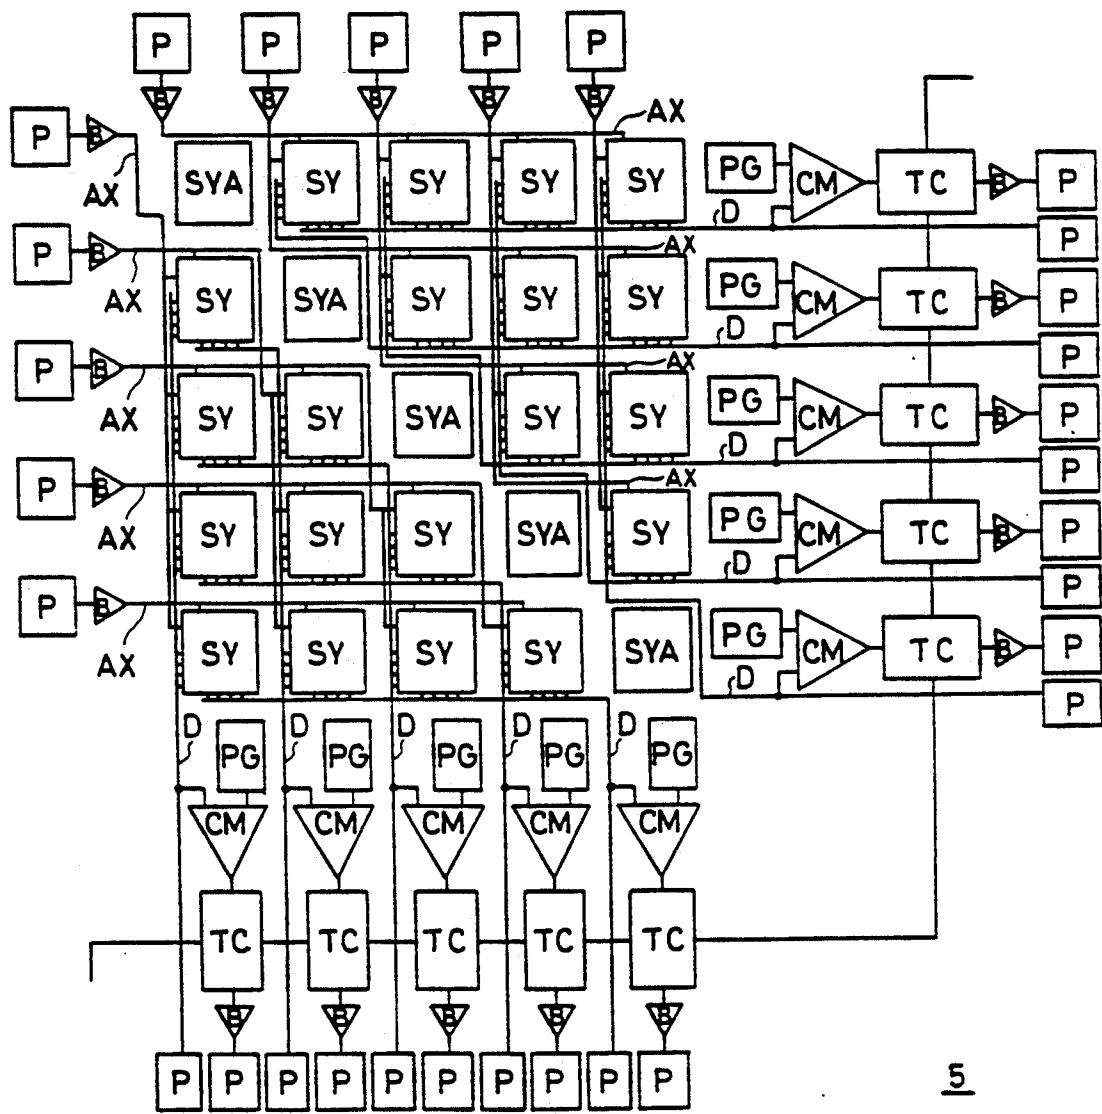 P P P P P
B B B B B
AX
P B
AX
SYA SY SY SY SY PG CM TC B P
D P
AX
P B
AX
SY SYA SY SY SY PG CM TC B P
D P
AX
P B
AX
SY SY SYA SY SY PG CM TC B P
D P
AX
P B
AX
SY SY SY SYA SY PG CM TC B P
D P
P B
AX
SY SY SY SY SYA PG CM TC B P
D P
D D D D D
PG PG PG PG PG
CM CM CM CM CM
TC TC TC TC TC
B B B B B
P P P P P P P P P P
5